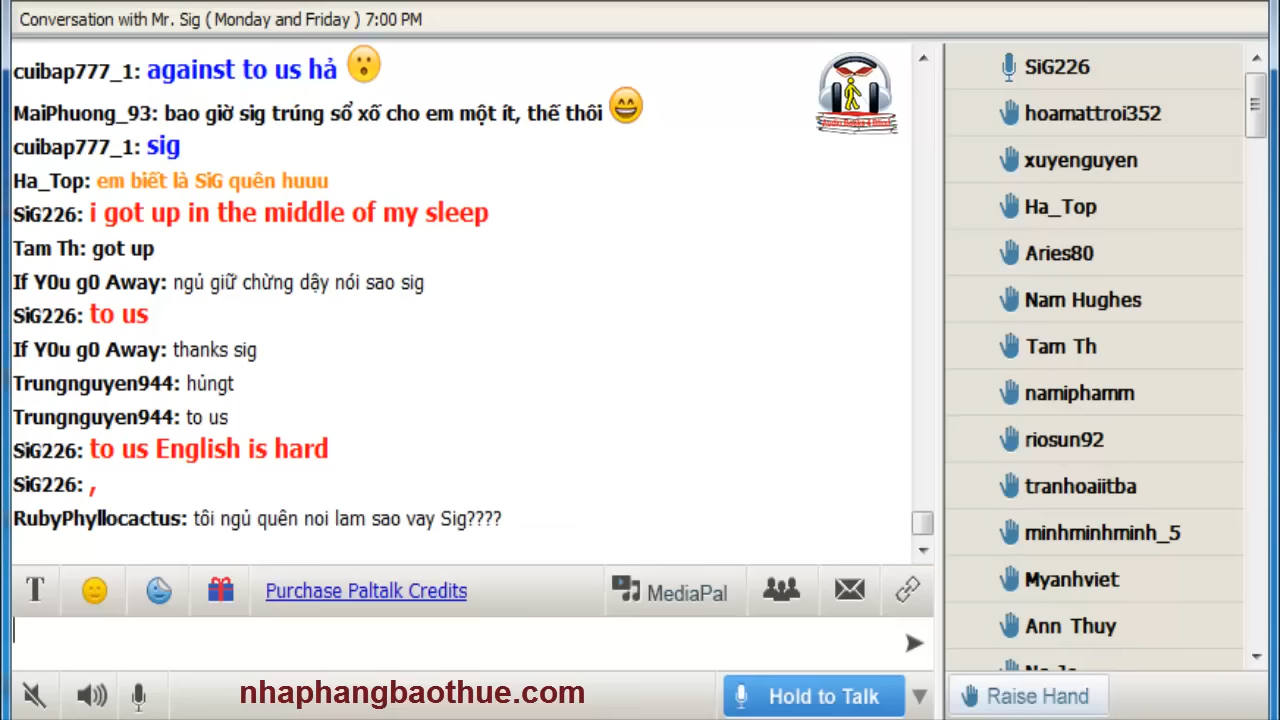 Conversation with Mr. Sig ( Monday and Friday ) 7:00 PM
cuibap777_1: against to us hả
MaiPhuong_93: bao giờ sig trúng sổ xố cho em một ít, thế thôi
cuibap777_1: sig
Ha_Top: em biết là SiG quên huuu
SiG226: i got up in the middle of my sleep
Tam Th: got up
If Y0u g0 Away: ngủ giữ chừng dậy nói sao sig
SiG226: to us
If Y0u g0 Away: thanks sig
Trungnguyen944: hủngt
Trungnguyen944: to us
SiG226: to us English is hard
SiG226: ,
RubyPhyllocactus: tôi ngủ quên noi lam sao vay Sig????
SiG226
hoamattroi352
xuyenguyen
Ha_Top
Aries80
Nam Hughes
Tam Th
namiphamm
riosun92
tranhoaiitba
minhminhminh_5
Myanhviet
Ann Thuy
T
Purchase Paltalk Credits
MediaPal
nhaphangbaothue.com
Hold to Talk
Raise Hand